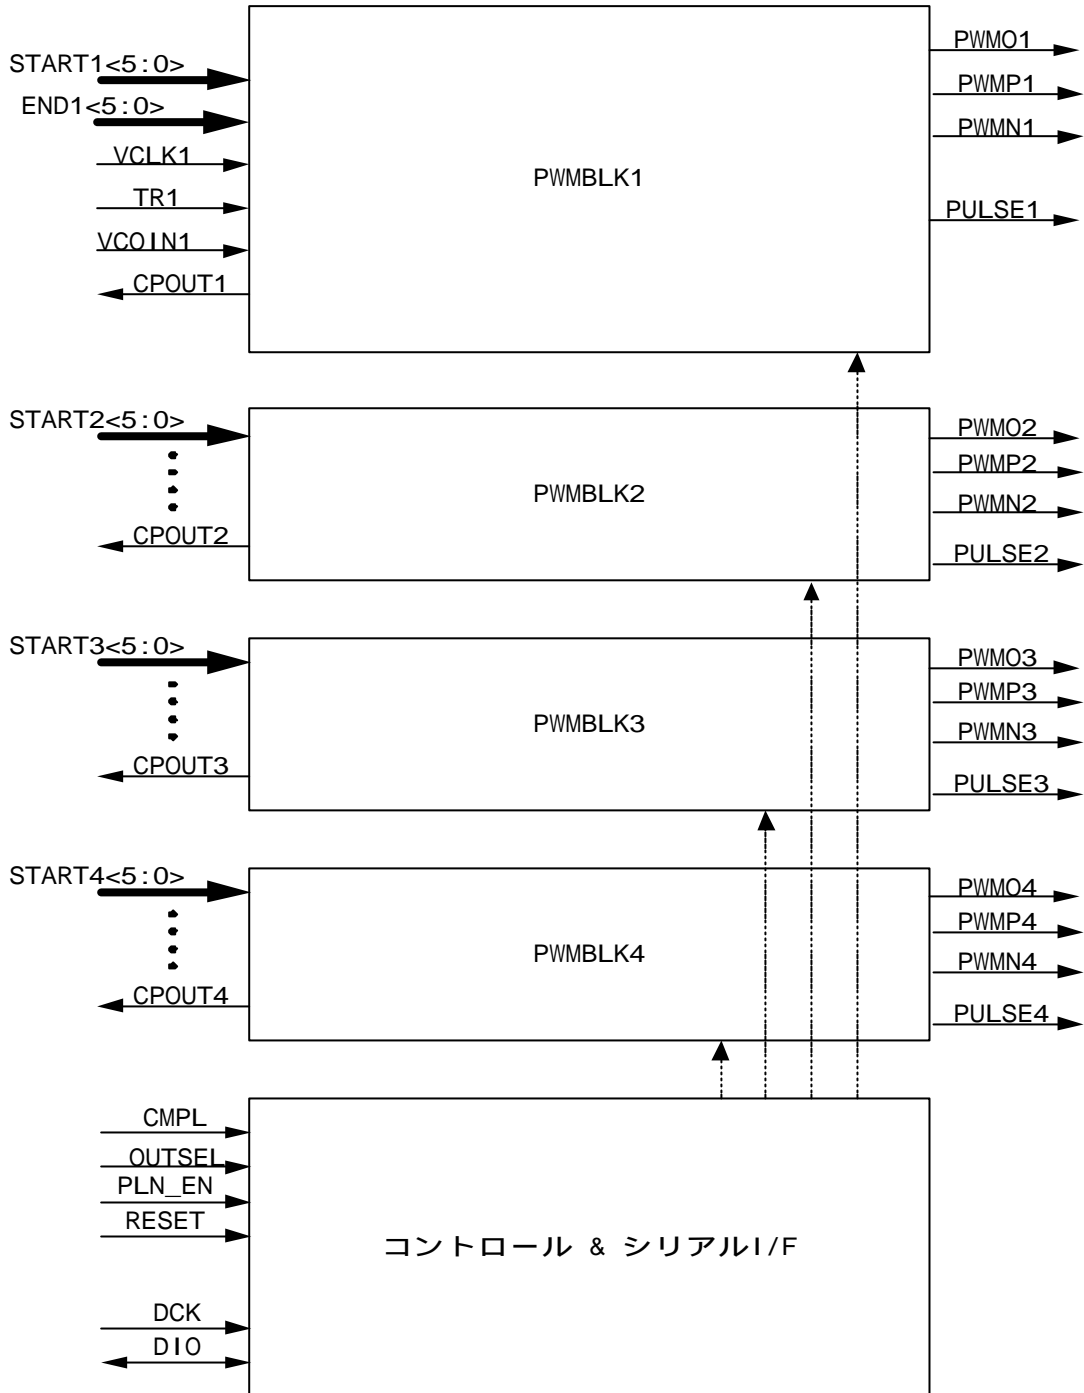 START1<5:0>
END1<5:0>
VCLK1
TR1
VCOIN1
CPOUT1
PWMBLK1
PWMO1
PWMP1
PWMN1
PULSE1
START2<5:0>
CPOUT2
PWMBLK2
PWMO2
PWMP2
PWMN2
PULSE2
START3<5:0>
CPOUT3
PWMBLK3
PWMO3
PWMP3
PWMN3
PULSE3
START4<5:0>
CPOUT4
PWMBLK4
PWMO4
PWMP4
PWMN4
PULSE4
CMPL
OUTSEL
PLN_EN
RESET
DCK
DIO
コントロール & シリアルI/F